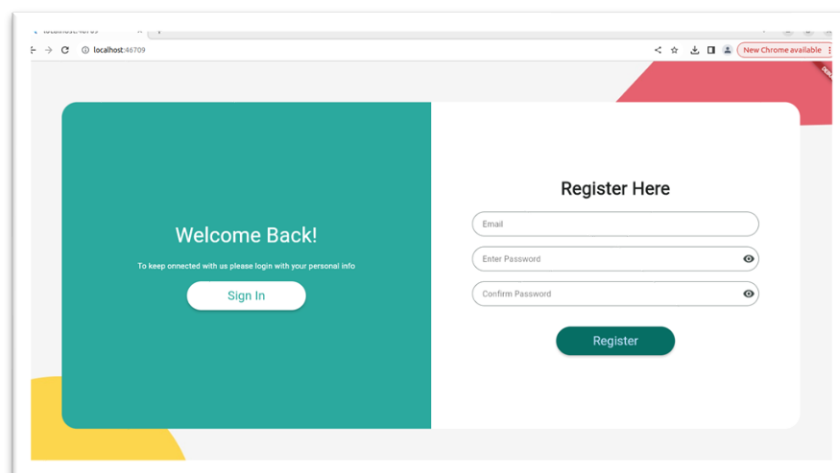 localhost:46709
New Chrome available
Welcome Back!
To keep onnected with us please login with your personal info
Sign In
Register Here
Email
Enter Password
Confirm Password
Register